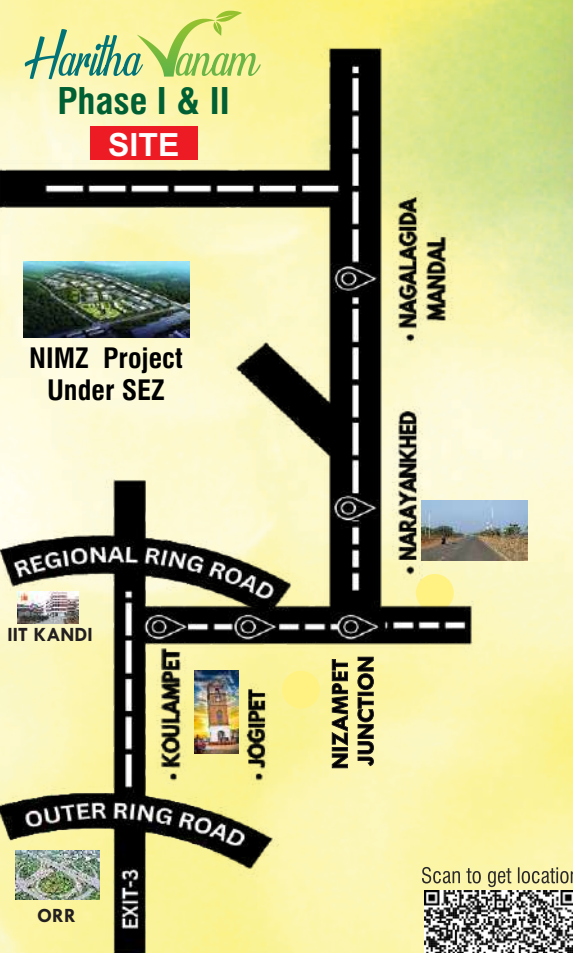 Haritha Vanam
Phase I & II
SITE
• NAGALAGIDA
MANDAL
NIMZ Project
Under SEZ
• NARAYANKHED
REGIONAL RING ROAD
IIT KANDI
• KOULAMPET
• JOGIPET
NIZAMPET
JUNCTION
OUTER RING ROAD
EXIT-3
ORR
Scan to get location